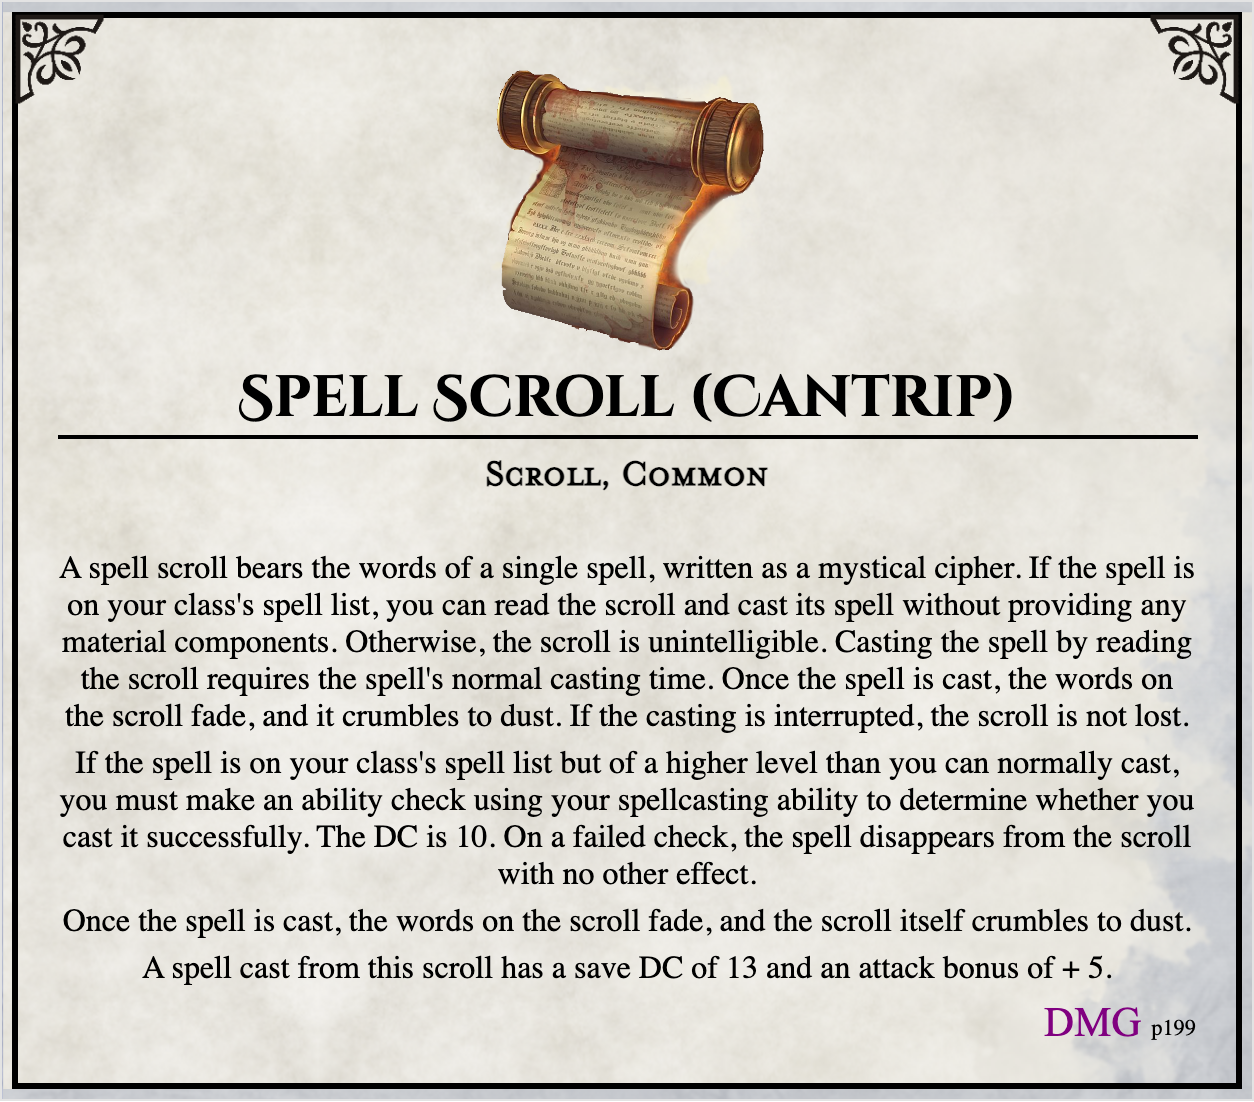 Spell Scroll (Cantrip)
Scroll, Common
A spell scroll bears the words of a single spell, written as a mystical cipher. If the spell is
on your class's spell list, you can read the scroll and cast its spell without providing any
material components. Otherwise, the scroll is unintelligible. Casting the spell by reading
the scroll requires the spell's normal casting time. Once the spell is cast, the words on
the scroll fade, and it crumbles to dust. If the casting is interrupted, the scroll is not lost.
If the spell is on your class's spell list but of a higher level than you can normally cast,
you must make an ability check using your spellcasting ability to determine whether you
cast it successfully. The DC is 10. On a failed check, the spell disappears from the scroll
with no other effect.
Once the spell is cast, the words on the scroll fade, and the scroll itself crumbles to dust.
A spell cast from this scroll has a save DC of 13 and an attack bonus of + 5.
DMG p199